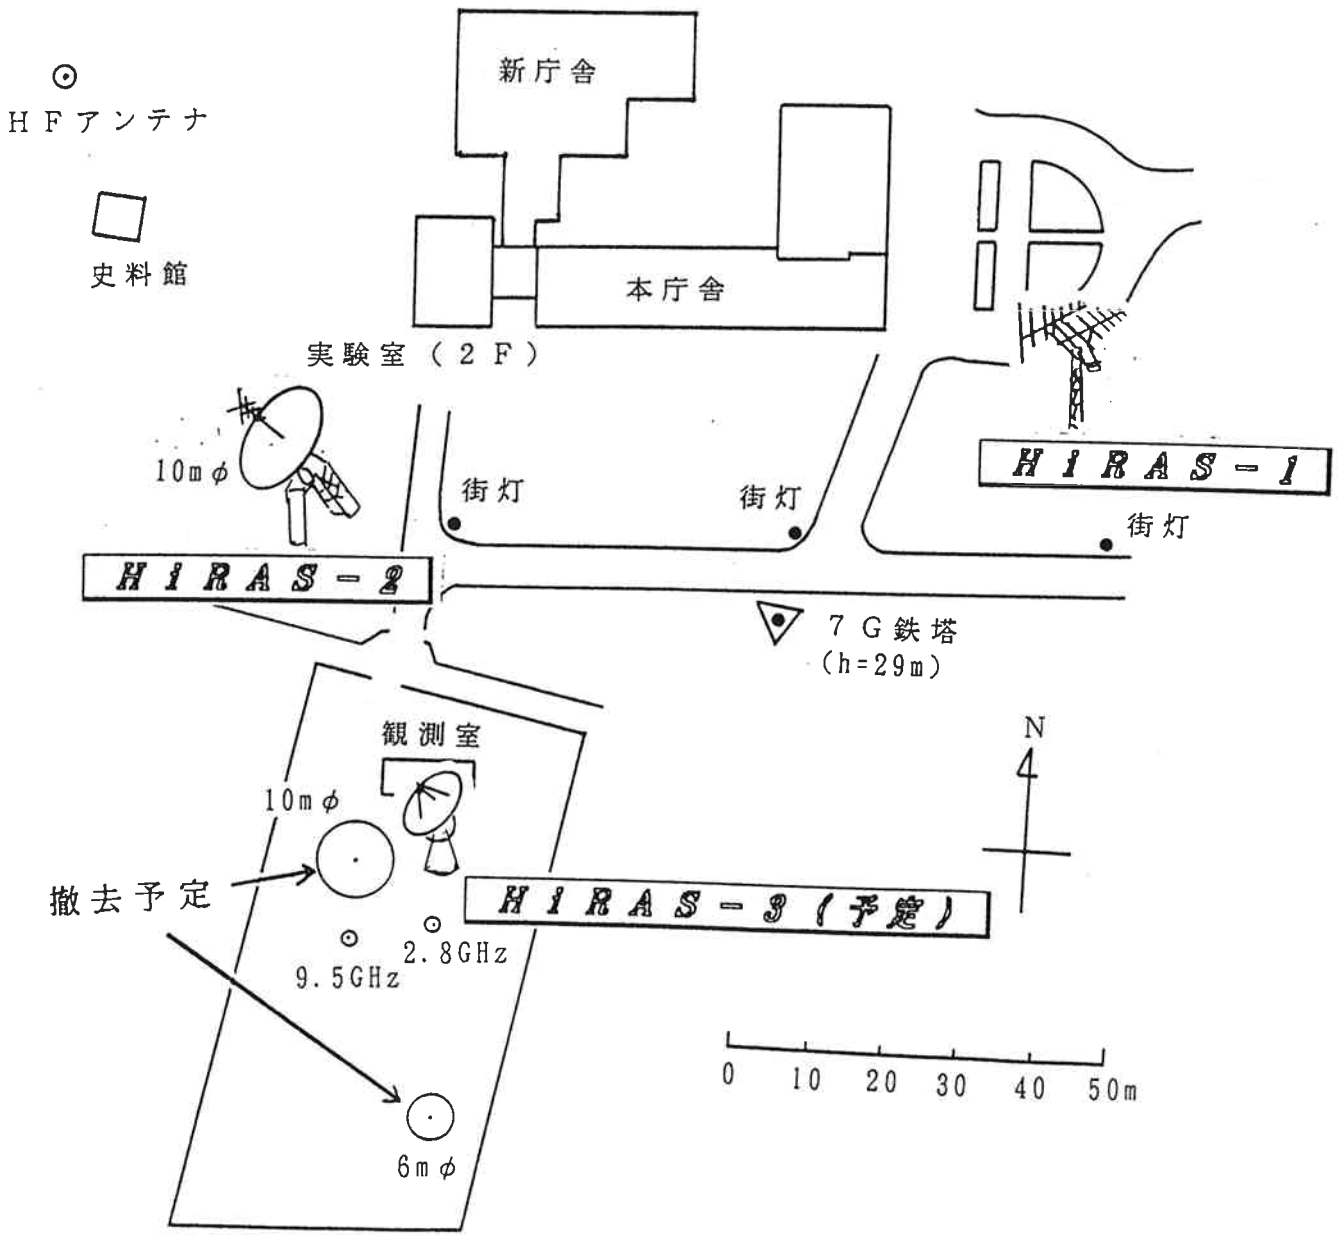 新庁舎
HFアンテナ
史料館
本庁舎
実験室(2F)
10mφ
HiRAS-1
街灯
街灯
街灯
HiRAS-2
7G鉄塔
(h=29m)
N
観測室
10mφ
撤去予定
HiRAS-3(予定)
2.8GHz
9.5GHz
0 10 20 30 40 50m
6mφ